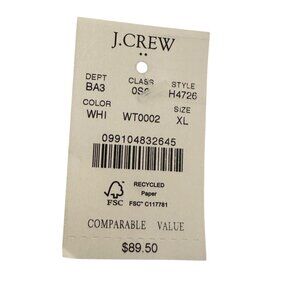 J.CREW
DEPT CLASS STYLE
BA3 H4726
COLOR SIZE
WHI WT0002 XL
099104832645
RECYCLED
Paper
FSC FSC® C117781
COMPARABLE VALUE
$89.50